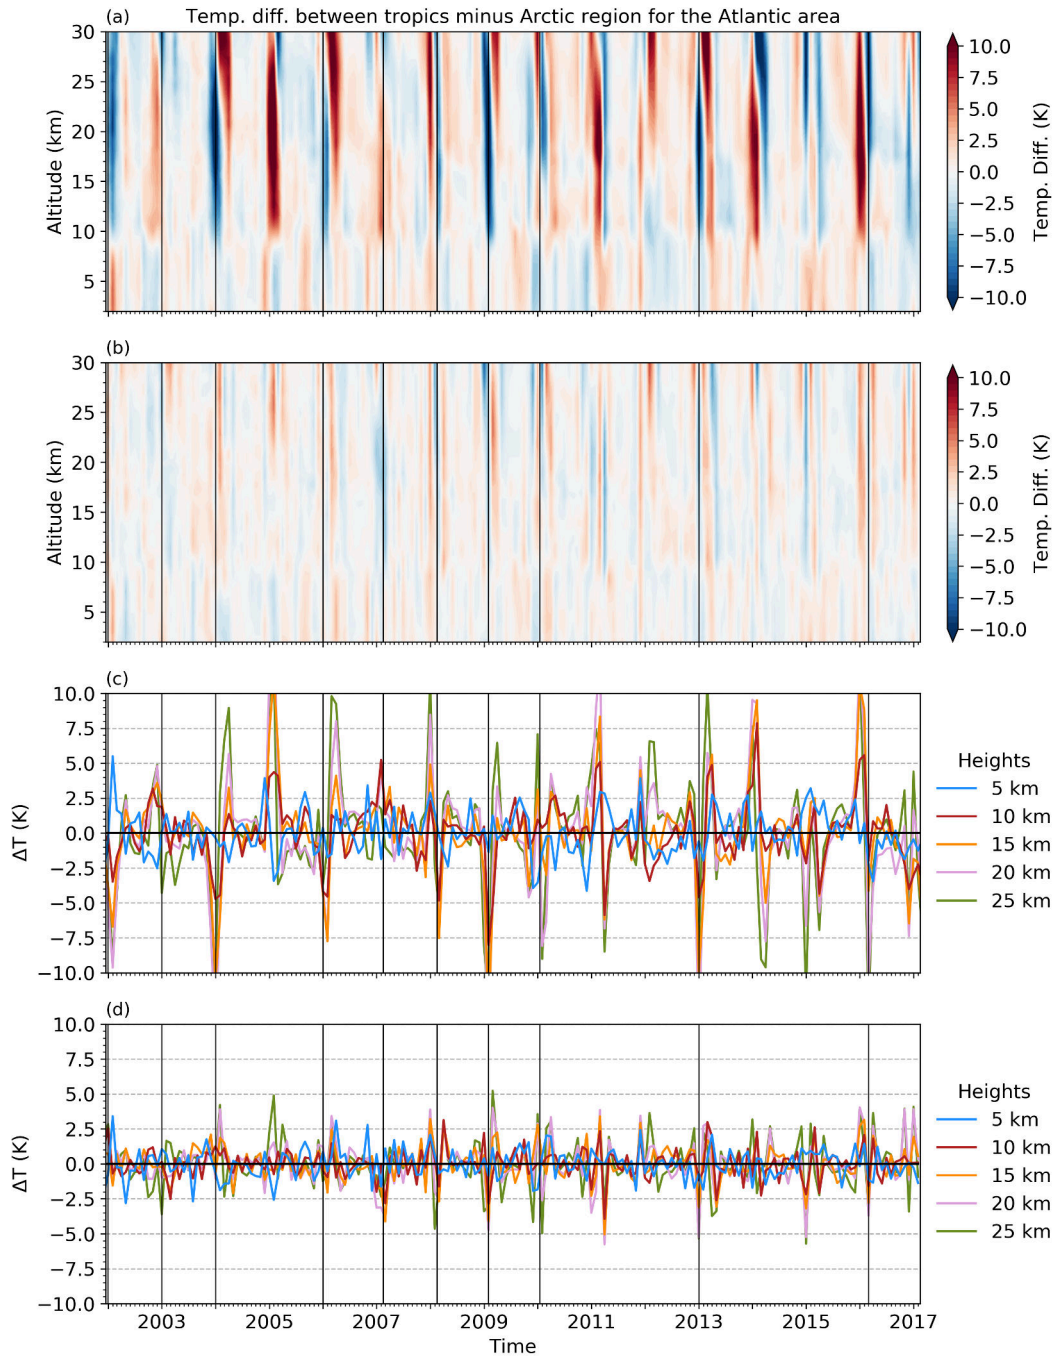 (a) Temp. diff. between tropics minus Arctic region for the Atlantic area
30
25
20
15
10
5
Altitude (km)
10.0
7.5
5.0
2.5
0.0
−2.5
−5.0
−7.5
−10.0
Temp. Diff. (K)
(b)
30
25
20
15
10
5
Altitude (km)
10.0
7.5
5.0
2.5
0.0
−2.5
−5.0
−7.5
−10.0
Temp. Diff. (K)
(c)
10.0
7.5
5.0
2.5
0.0
−2.5
−5.0
−7.5
−10.0
ΔT (K)
Heights
5 km
10 km
15 km
20 km
25 km
(d)
10.0
7.5
5.0
2.5
0.0
−2.5
−5.0
−7.5
−10.0
ΔT (K)
Heights
5 km
10 km
15 km
20 km
25 km
2003 2005 2007 2009 2011 2013 2015 2017
Time